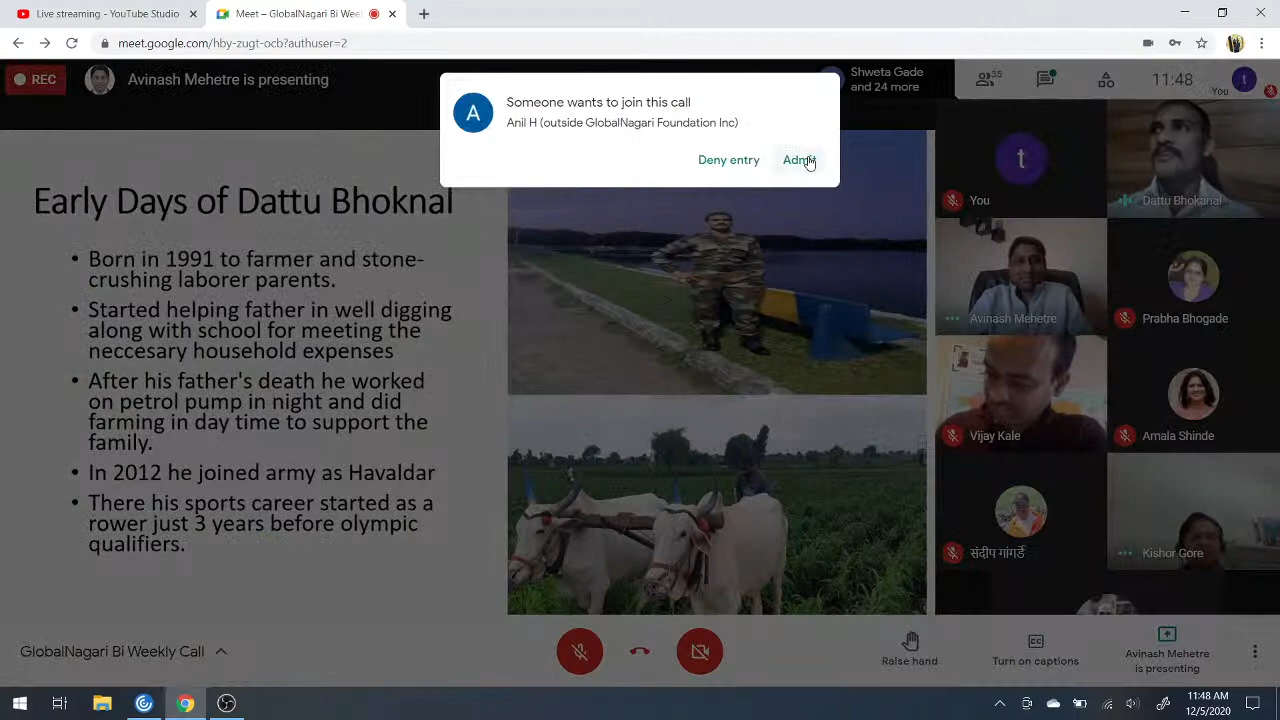 Live streaming - YouTube Studio
Meet – GlobalNagari Bi Weekl
meet.google.com/hby-zugt-ocb?authuser=2
REC
Avinash Mehetre is presenting
Shweta Gade
and 24 more
35
11:48
You
t
A
Someone wants to join this call
Anil H (outside GlobalNagari Foundation Inc)
Deny entry
Admit
Early Days of Dattu Bhoknal
• Born in 1991 to farmer and stone-
crushing laborer parents.
• Started helping father in well digging
along with school for meeting the
neccesary household expenses
• After his father's death he worked
on petrol pump in night and did
farming in day time to support the
family.
• In 2012 he joined army as Havaldar
• There his sports career started as a
rower just 3 years before olympic
qualifiers.
t
You
Dattu Bhokanal
Avinash Mehetre
Prabha Bhogade
Vijay Kale
Amala Shinde
संदीप गांगर्डे
Kishor Gore
GlobalNagari Bi Weekly Call
Raise hand
Turn on captions
Avinash Mehetre
is presenting
11:48 AM
12/5/2020